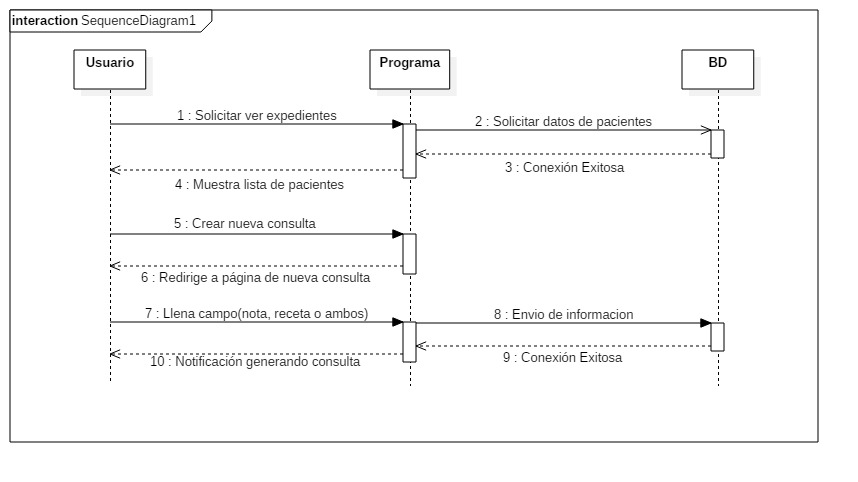 interaction SequenceDiagram1
Usuario
Programa
BD
1 : Solicitar ver expedientes
2 : Solicitar datos de pacientes
3 : Conexión Exitosa
4 : Muestra lista de pacientes
5 : Crear nueva consulta
6 : Redirige a página de nueva consulta
7 : Llena campo(nota, receta o ambos)
8 : Envio de informacion
9 : Conexión Exitosa
10 : Notificación generando consulta